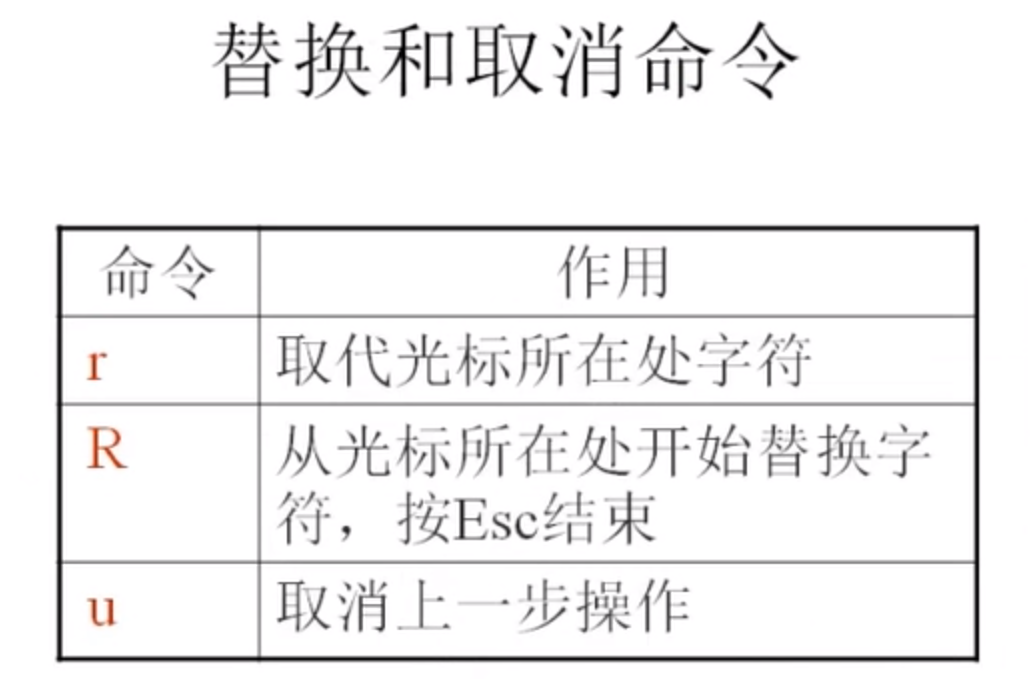 替换和取消命令
命令 作用
r 取代光标所在处字符
R 从光标所在处开始替换字
符，按Esc结束
u 取消上一步操作